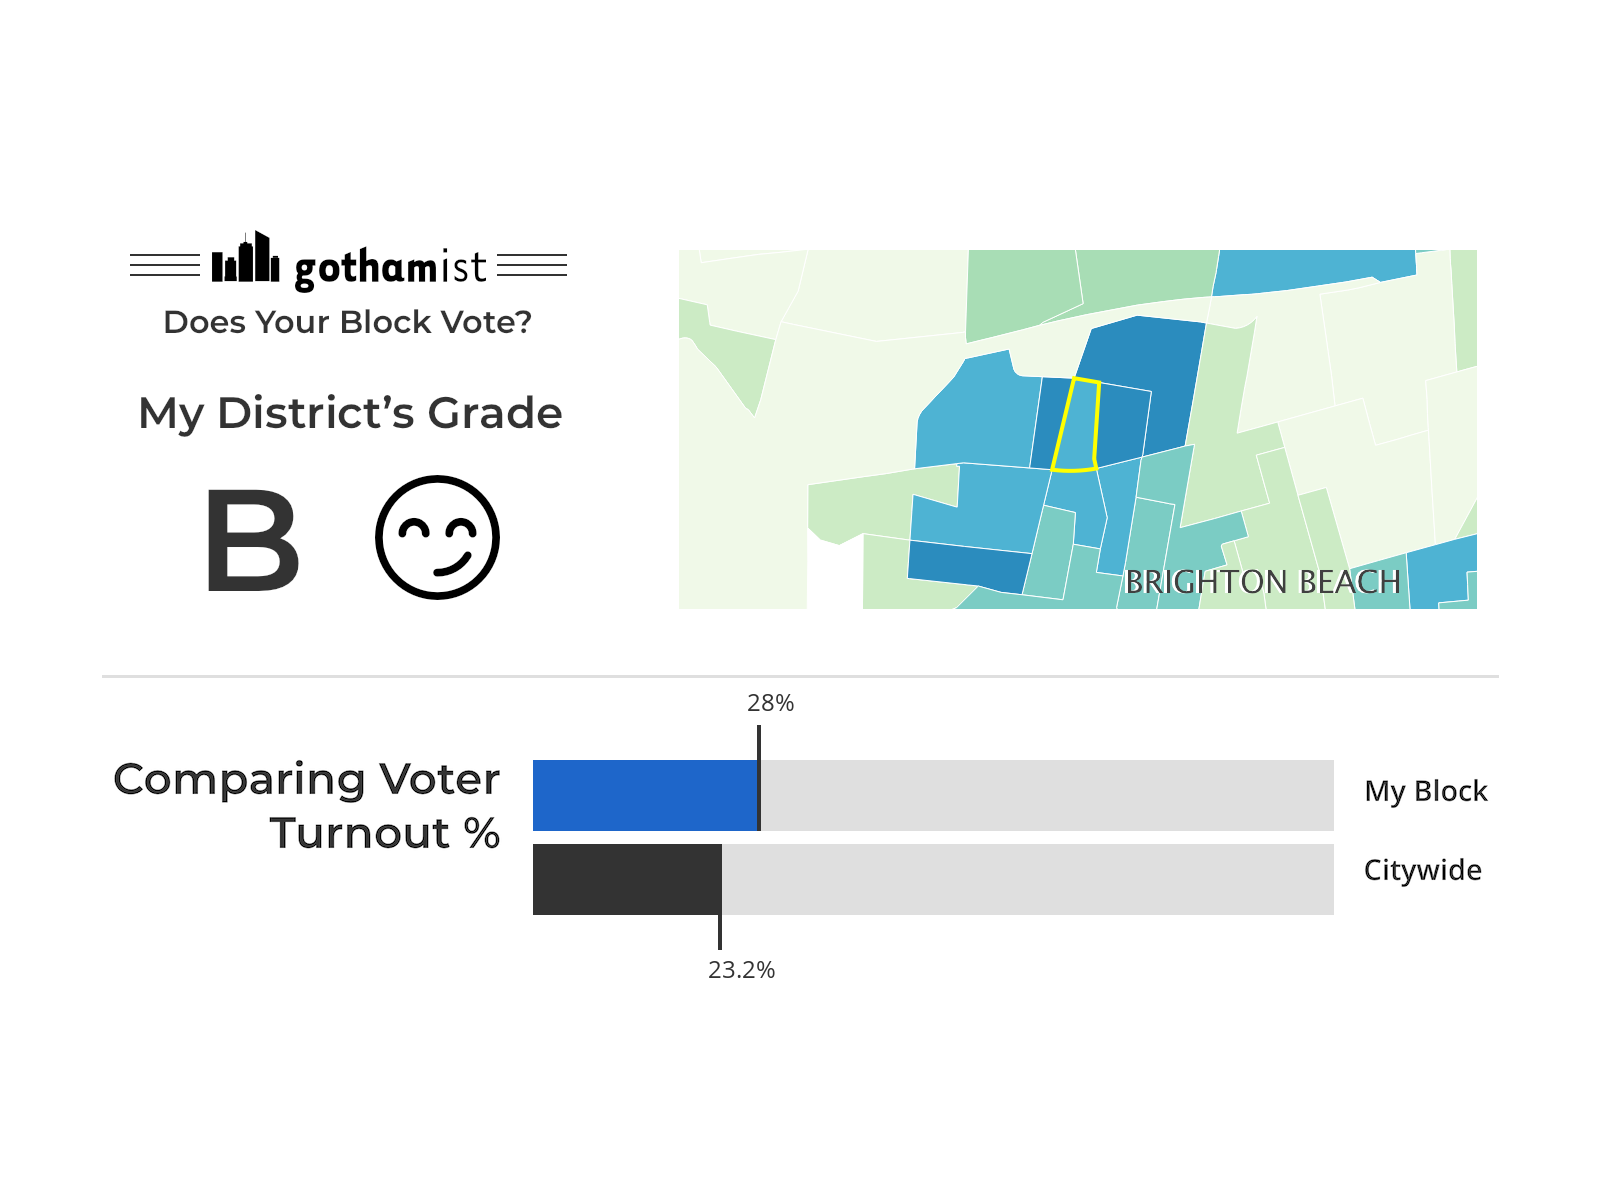 gothamist
Does Your Block Vote?
My District’s Grade
B
BRIGHTON BEACH
28%
Comparing Voter
Turnout %
My Block
Citywide
23.2%